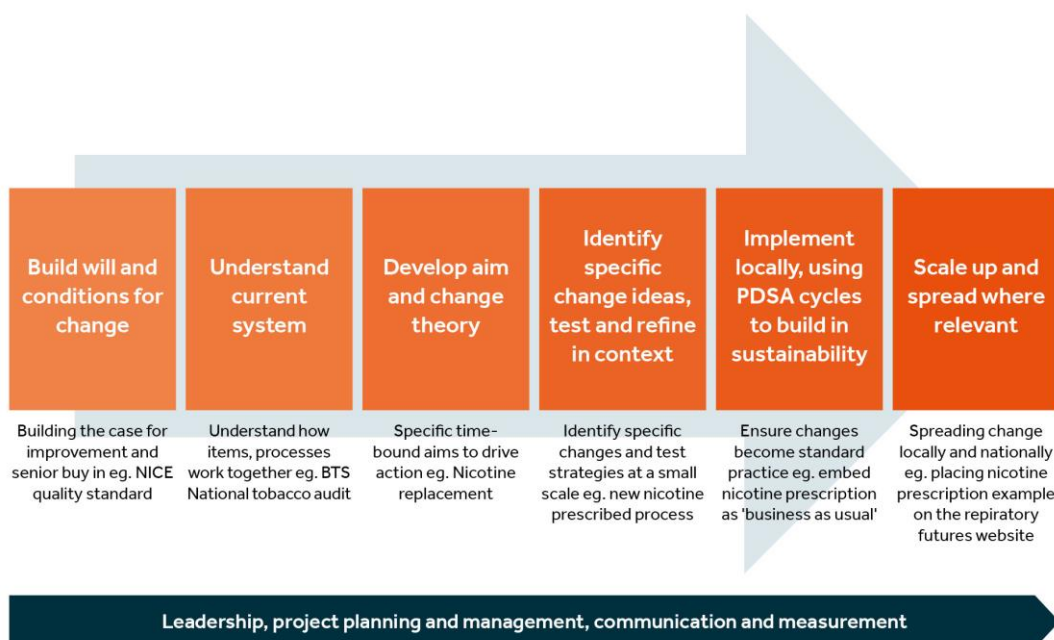 Build will and
conditions for
change
Understand
current
system
Develop aim
and change
theory
Identify
specific
change ideas,
test and refine
in context
Implement
locally, using
PDSA cycles
to build in
sustainability
Scale up and
spread where
relevant
Building the case for
improvement and
senior buy in eg. NICE
quality standard
Understand how
items, processes
work together eg. BTS
National tobacco audit
Specific time-
bound aims to drive
action eg. Nicotine
replacement
Identify specific
changes and test
strategies at a small
scale eg. new nicotine
prescribed process
Ensure changes
become standard
practice eg. embed
nicotine prescription
as 'business as usual'
Spreading change
locally and nationally
eg. placing nicotine
prescription example
on the repiratory
futures website
Leadership, project planning and management, communication and measurement